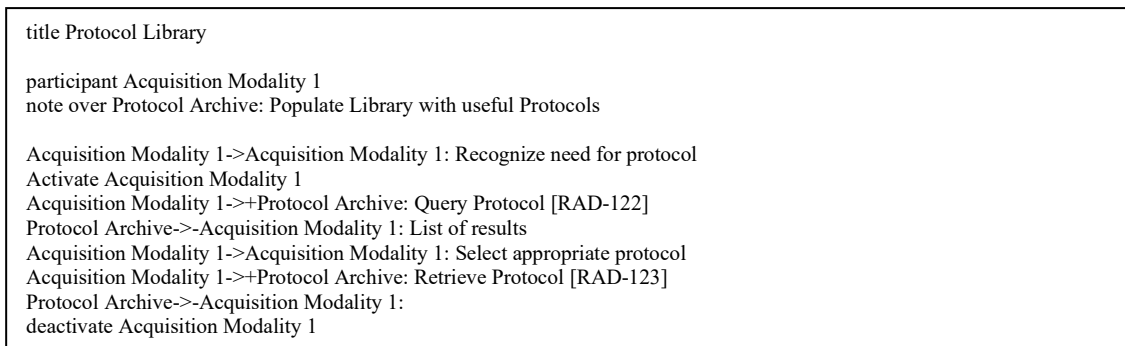 title Protocol Library
participant Acquisition Modality 1
note over Protocol Archive: Populate Library with useful Protocols
Acquisition Modality 1->Acquisition Modality 1: Recognize need for protocol
Activate Acquisition Modality 1
Acquisition Modality 1->+Protocol Archive: Query Protocol [RAD-122]
Protocol Archive->-Acquisition Modality 1: List of results
Acquisition Modality 1->Acquisition Modality 1: Select appropriate protocol
Acquisition Modality 1->+Protocol Archive: Retrieve Protocol [RAD-123]
Protocol Archive->-Acquisition Modality 1:
deactivate Acquisition Modality 1